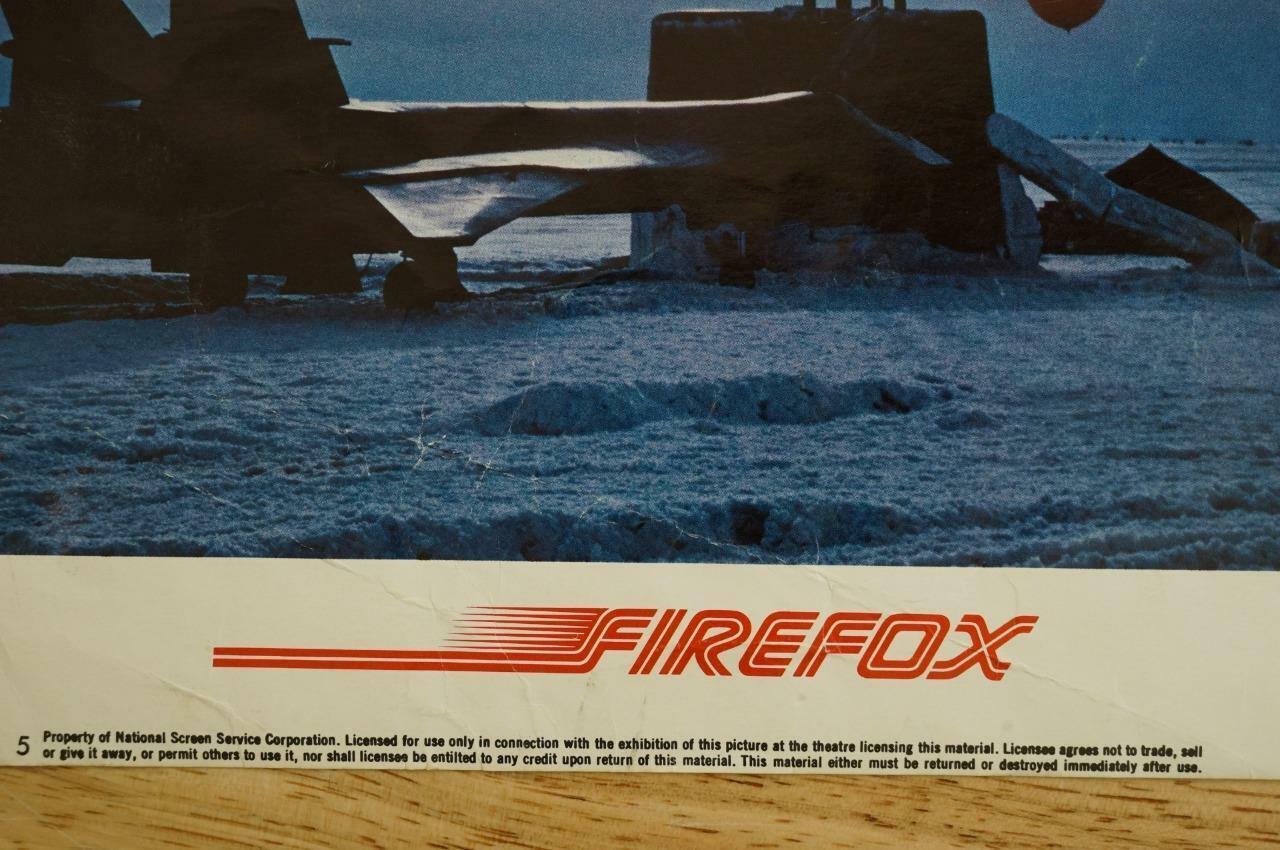 FIREFOX
5 Property of National Screen Service Corporation. Licensed for use only in connection with the exhibition of this picture at the theatre licensing this material. Licensee agrees not to trade, sell
or give it away, or permit others to use it, nor shall licensee be entilted to any credit upon return of this material. This material either must be returned or destroyed immediately after use.